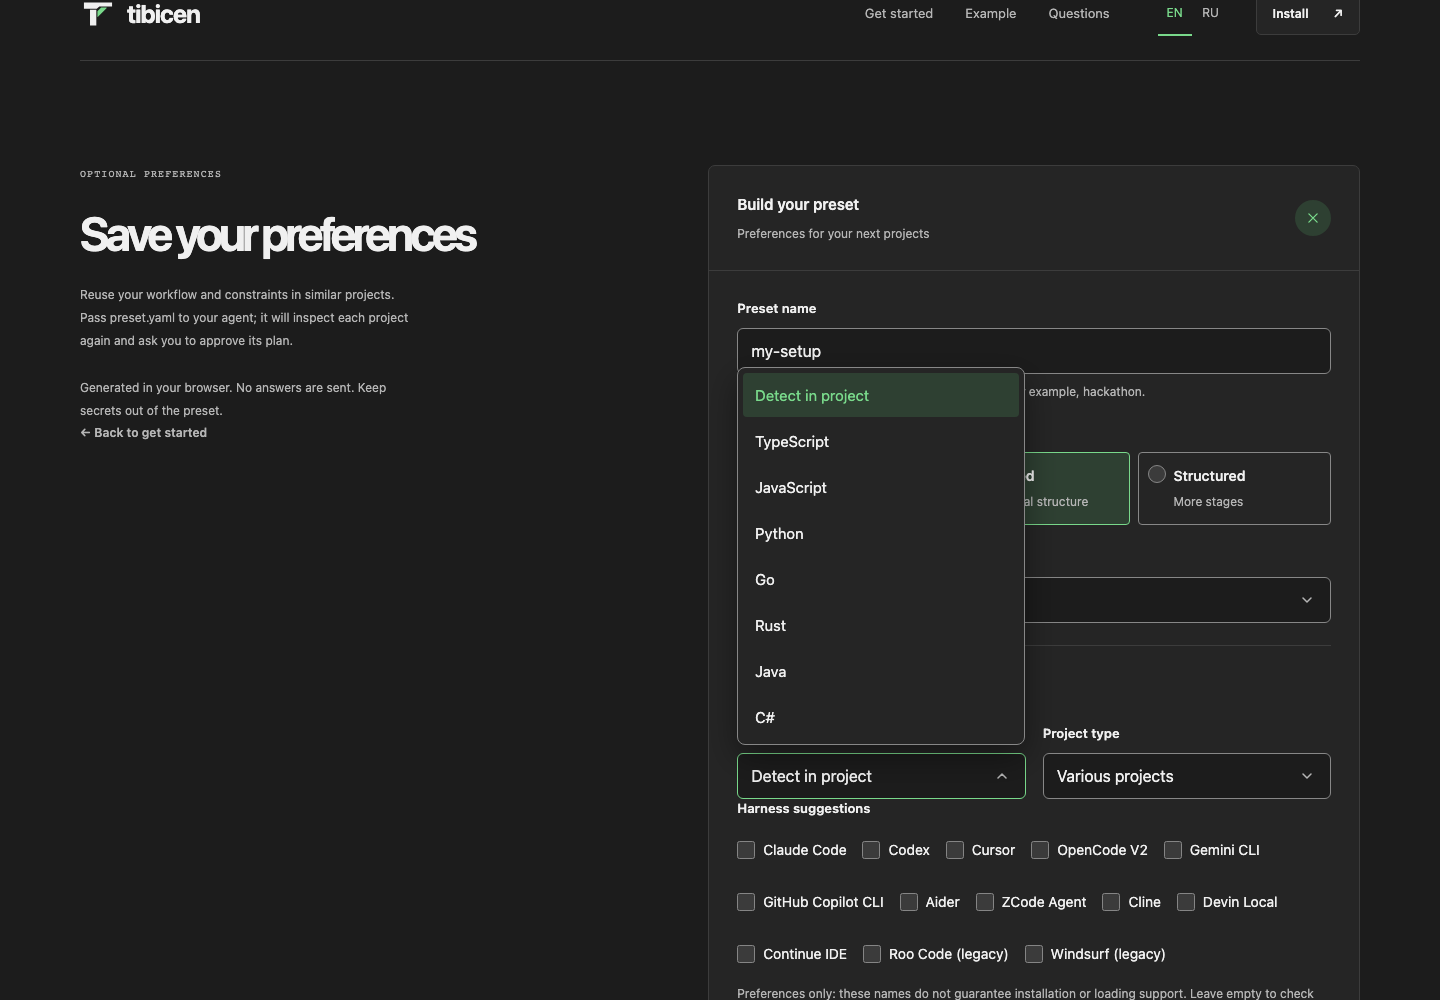 tibicen
Get started
Example
Questions
EN
RU
Install
OPTIONAL PREFERENCES
Save your preferences
Reuse your workflow and constraints in similar projects.
Pass preset.yaml to your agent; it will inspect each project
again and ask you to approve its plan.
Generated in your browser. No answers are sent. Keep
secrets out of the preset.
← Back to get started
Build your preset
Preferences for your next projects
Preset name
my-setup
example, hackathon.
Detect in project
TypeScript
JavaScript
Python
Go
Rust
Java
C#
al structure
Structured
More stages
Project type
Detect in project
Various projects
Harness suggestions
Claude Code
Codex
Cursor
OpenCode V2
Gemini CLI
GitHub Copilot CLI
Aider
ZCode Agent
Cline
Devin Local
Continue IDE
Roo Code (legacy)
Windsurf (legacy)
Preferences only: these names do not guarantee installation or loading support. Leave empty to check